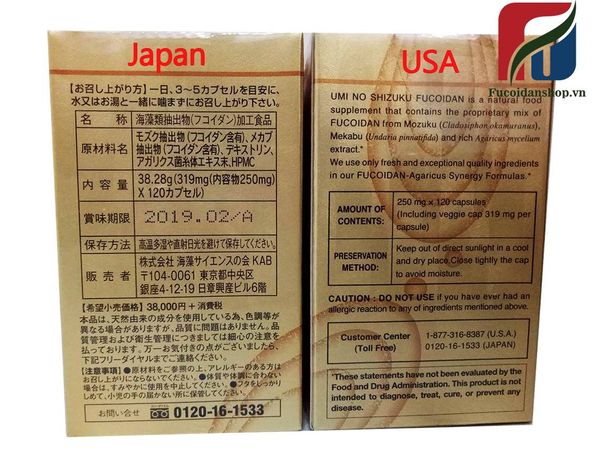 Fucoidanshop.vn
Japan
【お召し上がり方】一日、3〜5カプセルを目安に、
水又はお湯と一緒に噛まずにお召し上がり下さい。
名称 海藻類抽出物(フコイダン)加工食品
原材料名 モズク抽出物(フコイダン含有)、メカブ
抽出物(フコイダン含有)、デキストリン、
アガリクス菌糸体エキス末、HPMC
内容量 38.28g(319mg(内容物250mg)
X 120カプセル)
賞味期限 2019.02/A
保存方法 高温多湿や直射日光を避けて保存してください。
販売者 株式会社 海藻サイエンスの会 KAB
〒104-0061 東京都中央区
銀座4-12-19 日章興産ビル6階
【希望小売価格】38,000円+消費税
本品は、天然由来の成分を使用している為、色調等が
異なる場合がありますが、品質に問題はありません。品
質管理および衛生管理につきましては細心の注意を
払っておりますが、万一お気付きの点がございましたら、
下記フリーダイヤルまでご連絡ください。
【注意事項】●原材料をご参照の上、アレルギーのある方は
お召し上がりにならないでください。●体質や体調に合わない
場合は、すみやかに使用を中止してください。●フタをしっかり
しめて、小児の手の届かない所に保管してください。
お問い合せ 0120-16-1533
USA
UMI NO SHIZUKU FUCOIDAN is a natural food
supplement that contains the proprietary mix of
FUCOIDAN from Mozuku (Cladosiphon okamuranus),
Mekabu (Undaria pinnatifida) and rich Agaricus mycelium
extract.*
We use only fresh and exceptional quality ingredients
in our FUCOIDAN-Agaricus Synergy Formulas.*
AMOUNT OF CONTENTS: 250 mg × 120 capsules
(Including veggie cap 319 mg per
capsule)
PRESERVATION METHOD: Keep out of direct sunlight in a cool
and dry place.Close tightly the cap
to avoid moisture.
CAUTION : DO NOT USE if you have ever had an
allergic reaction to any of ingredients mentioned above.
Customer Center (Toll Free) 1-877-316-8387 (U.S.A.)
0120-16-1533 (JAPAN)
*These statements have not been evaluated by the
Food and Drug Administration. This product is not
intended to diagnose, treat, cure, or prevent any
disease.